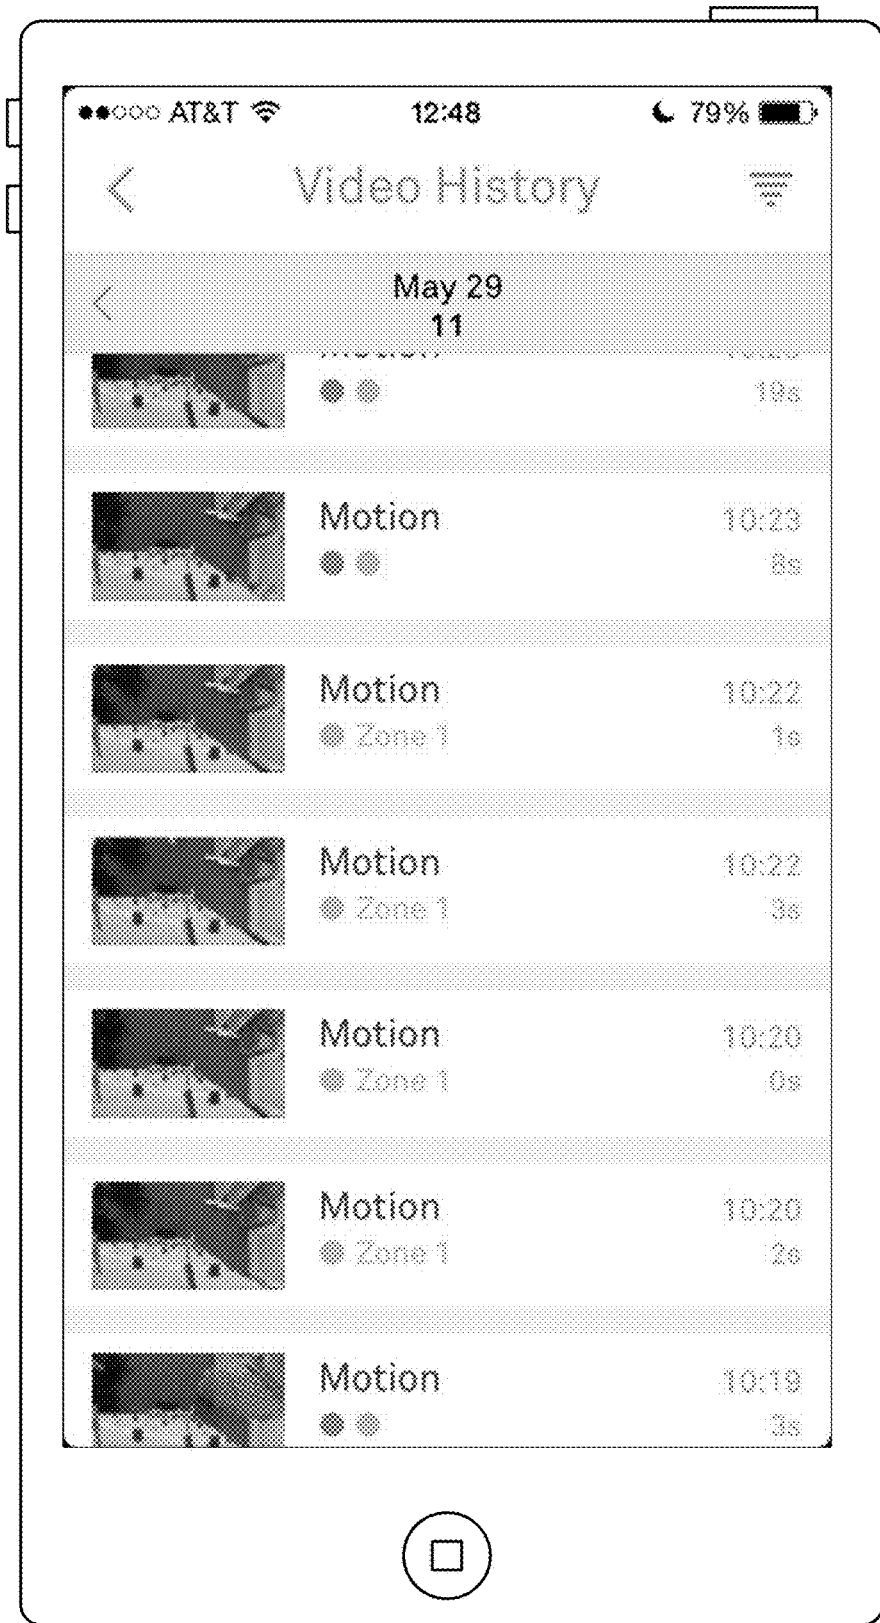 AT&T 12:48 79%
Video History
May 29
11
19s
Motion 10:23
8s
Motion 10:22
Zone 1 1s
Motion 10:22
Zone 1 3s
Motion 10:20
Zone 1 0s
Motion 10:20
Zone 1 2s
Motion 10:19
3s